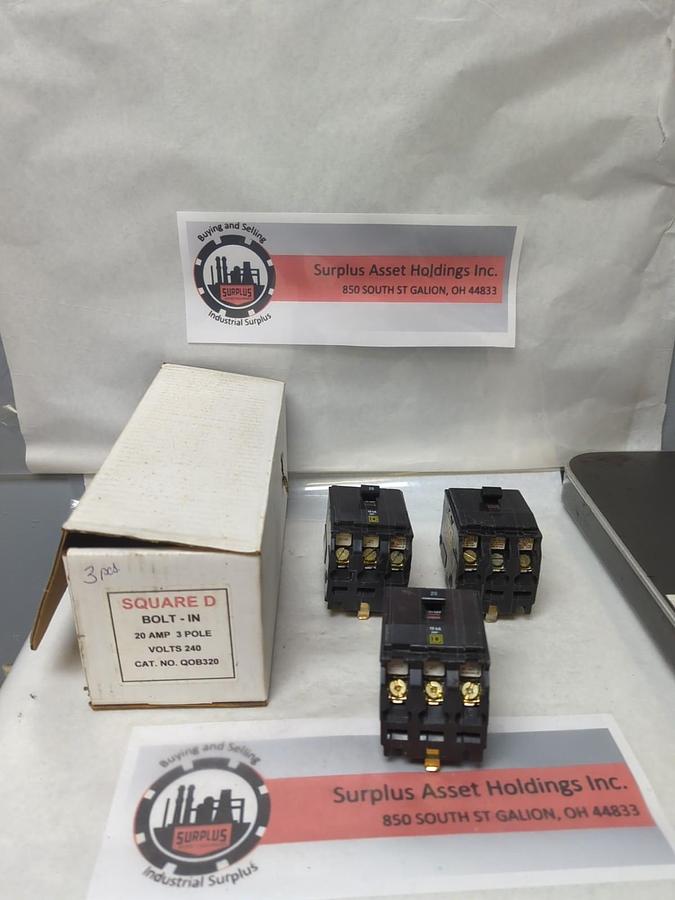 Buying and Selling
SURPLUS
Industrial Surplus
Surplus Asset Holdings Inc.
850 SOUTH ST GALION, OH 44833
3 pcs
SQUARE D
BOLT - IN
20 AMP 3 POLE
VOLTS 240
CAT. NO. QOB320
20
20
Buying and Selling
SURPLUS
Industrial Surplus
Surplus Asset Holdings Inc.
850 SOUTH ST GALION, OH 44833